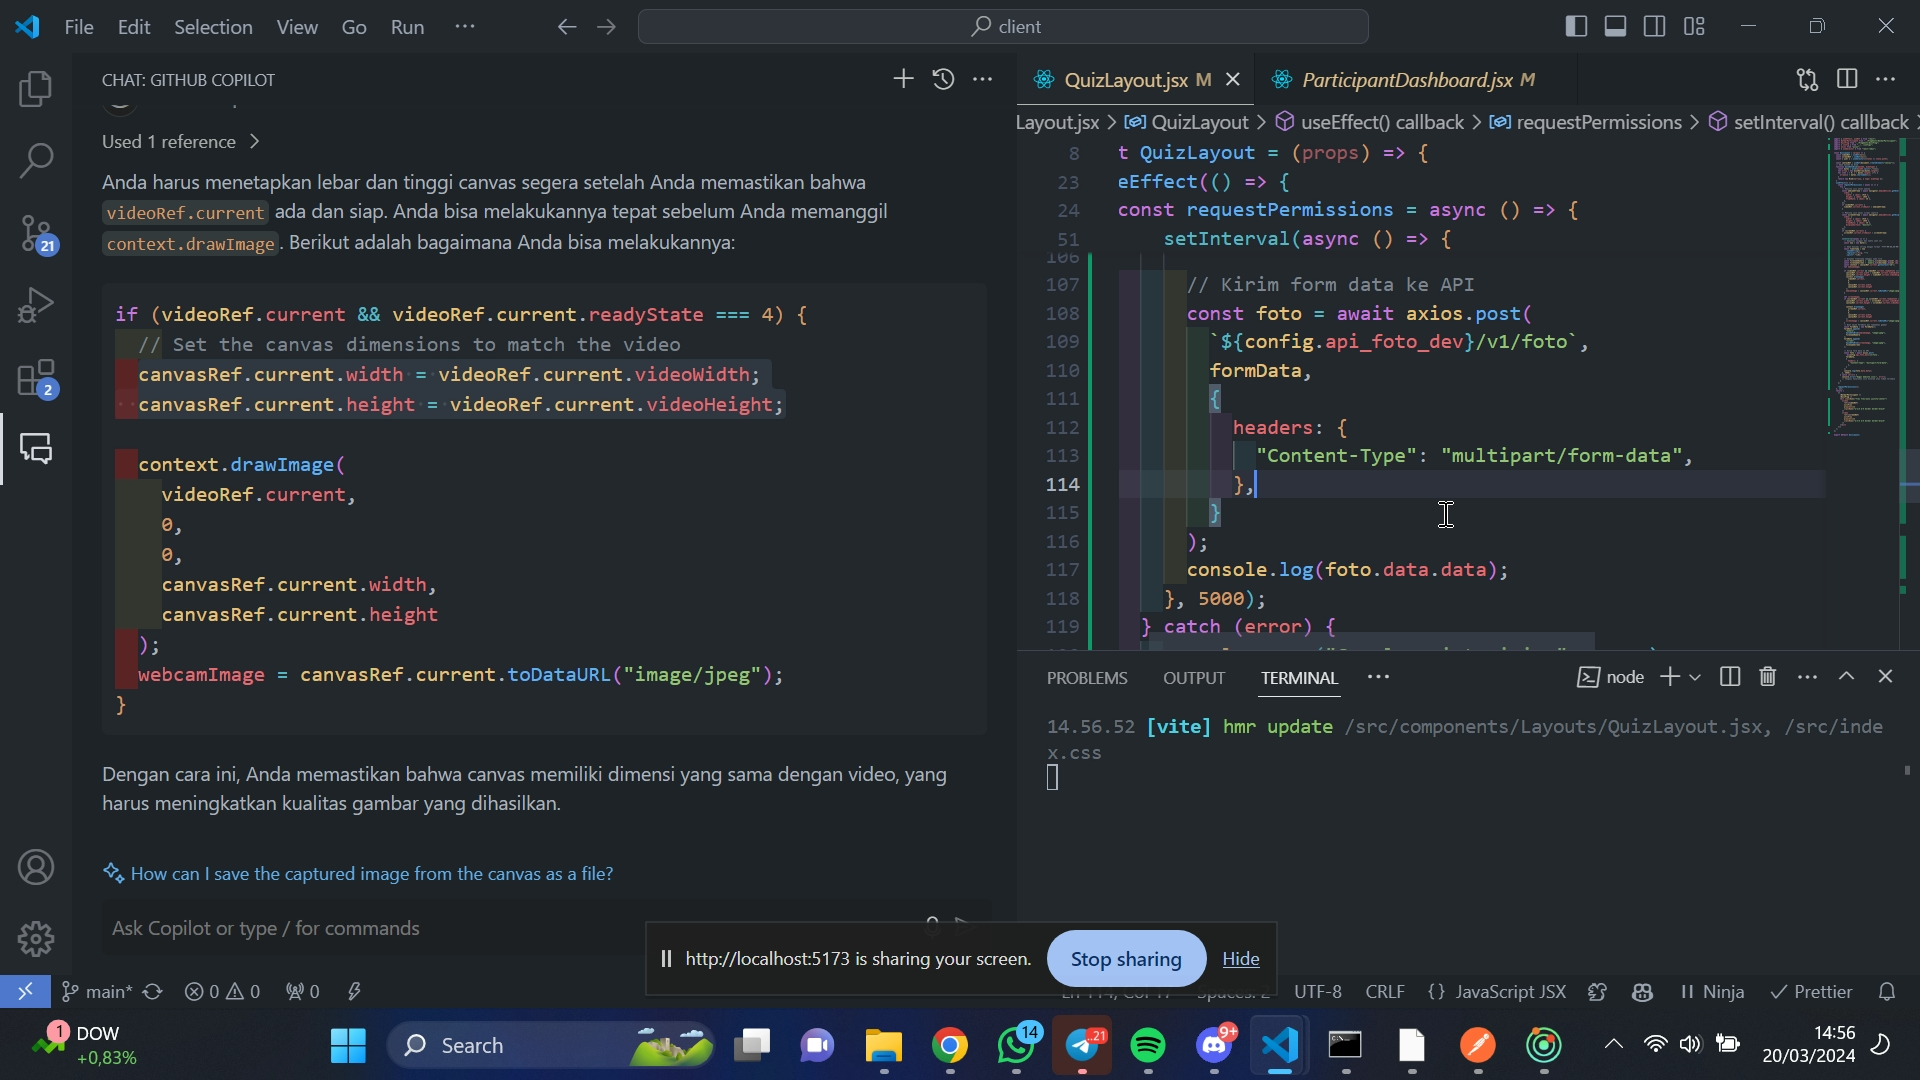 File Edit Selection View Go Run ··· client
CHAT: GITHUB COPILOT
Used 1 reference
Anda harus menetapkan lebar dan tinggi canvas segera setelah Anda memastikan bahwa
videoRef.current ada dan siap. Anda bisa melakukannya tepat sebelum Anda memanggil
context.drawImage. Berikut adalah bagaimana Anda bisa melakukannya:
if (videoRef.current && videoRef.current.readyState === 4) {
// Set the canvas dimensions to match the video
canvasRef.current.width = videoRef.current.videoWidth;
canvasRef.current.height = videoRef.current.videoHeight;
context.drawImage(
videoRef.current,
0,
0,
canvasRef.current.width,
canvasRef.current.height
);
webcamImage = canvasRef.current.toDataURL("image/jpeg");
}
Dengan cara ini, Anda memastikan bahwa canvas memiliki dimensi yang sama dengan video, yang
harus meningkatkan kualitas gambar yang dihasilkan.
How can I save the captured image from the canvas as a file?
Ask Copilot or type / for commands
21
2
QuizLayout.jsx M ParticipantDashboard.jsx M
Layout.jsx > QuizLayout > useEffect() callback > requestPermissions > setInterval() callback >
8 t QuizLayout = (props) => {
23 eEffect(() => {
24 const requestPermissions = async () => {
51 setInterval(async () => {
106
107 // Kirim form data ke API
108 const foto = await axios.post(
109 `${config.api_foto_dev}/v1/foto`,
110 formData,
111 {
112 headers: {
113 "Content-Type": "multipart/form-data",
114 },
115 }
116 );
117 console.log(foto.data.data);
118 }, 5000);
119 } catch (error) {
PROBLEMS OUTPUT TERMINAL ··· node
14.56.52 [vite] hmr update /src/components/Layouts/QuizLayout.jsx, /src/inde
x.css
http://localhost:5173 is sharing your screen. Stop sharing Hide
main* 0 0 0 UTF-8 CRLF {} JavaScript JSX Ninja Prettier
1 DOW
+0,83%
Search
14 21 9+
14:56
20/03/2024